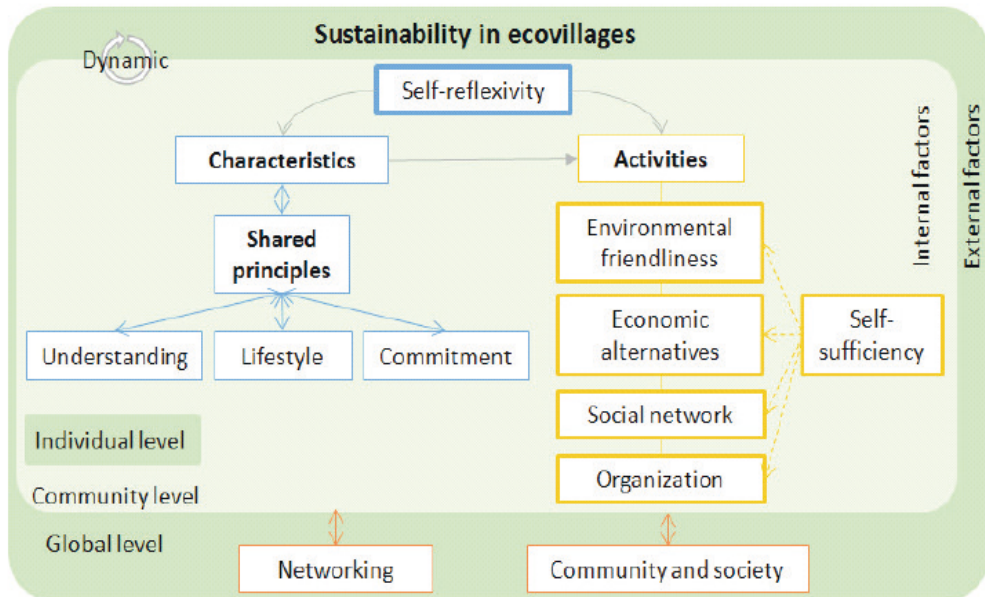 Sustainability in ecovillages
Dynamic
Self-reflexivity
Characteristics
Activities
Internal factors
External factors
Shared
principles
Environmental
friendliness
Economic
alternatives
Self-
sufficiency
Understanding
Lifestyle
Commitment
Social network
Individual level
Organization
Community level
Global level
Networking
Community and society